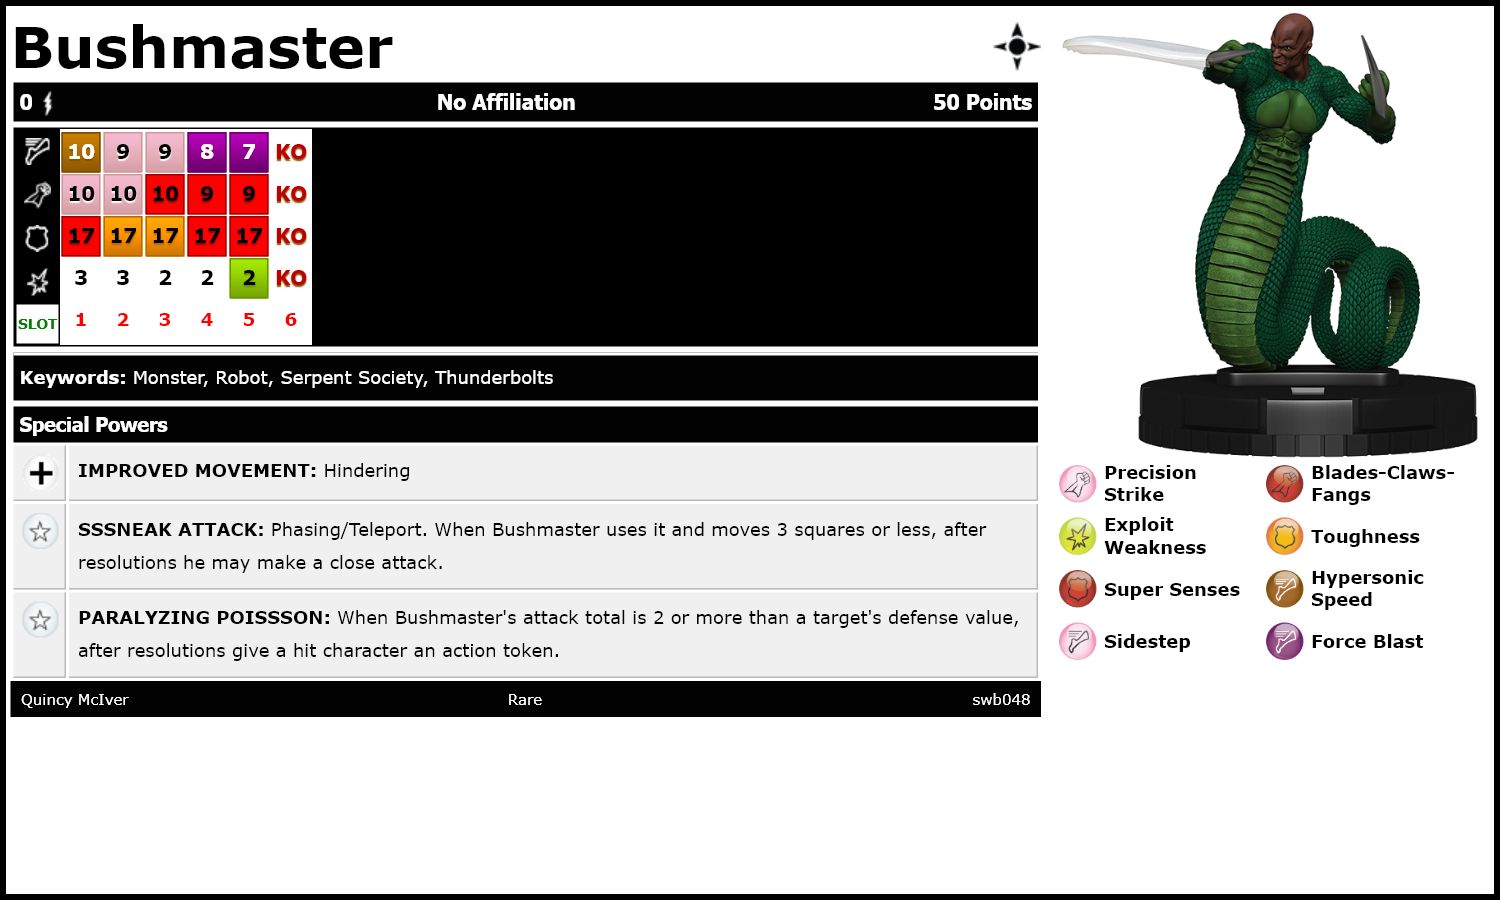 Bushmaster
0 No Affiliation 50 Points
10 9 9 8 7 KO
10 10 10 9 9 KO
17 17 17 17 17 KO
3 3 2 2 2 KO
SLOT 1 2 3 4 5 6
Keywords: Monster, Robot, Serpent Society, Thunderbolts
Special Powers
IMPROVED MOVEMENT: Hindering
SSSNEAK ATTACK: Phasing/Teleport. When Bushmaster uses it and moves 3 squares or less, after
resolutions he may make a close attack.
PARALYZING POISSSON: When Bushmaster's attack total is 2 or more than a target's defense value,
after resolutions give a hit character an action token.
Quincy McIver Rare swb048
Precision
Strike
Blades-Claws-
Fangs
Exploit
Weakness
Toughness
Super Senses
Hypersonic
Speed
Sidestep
Force Blast